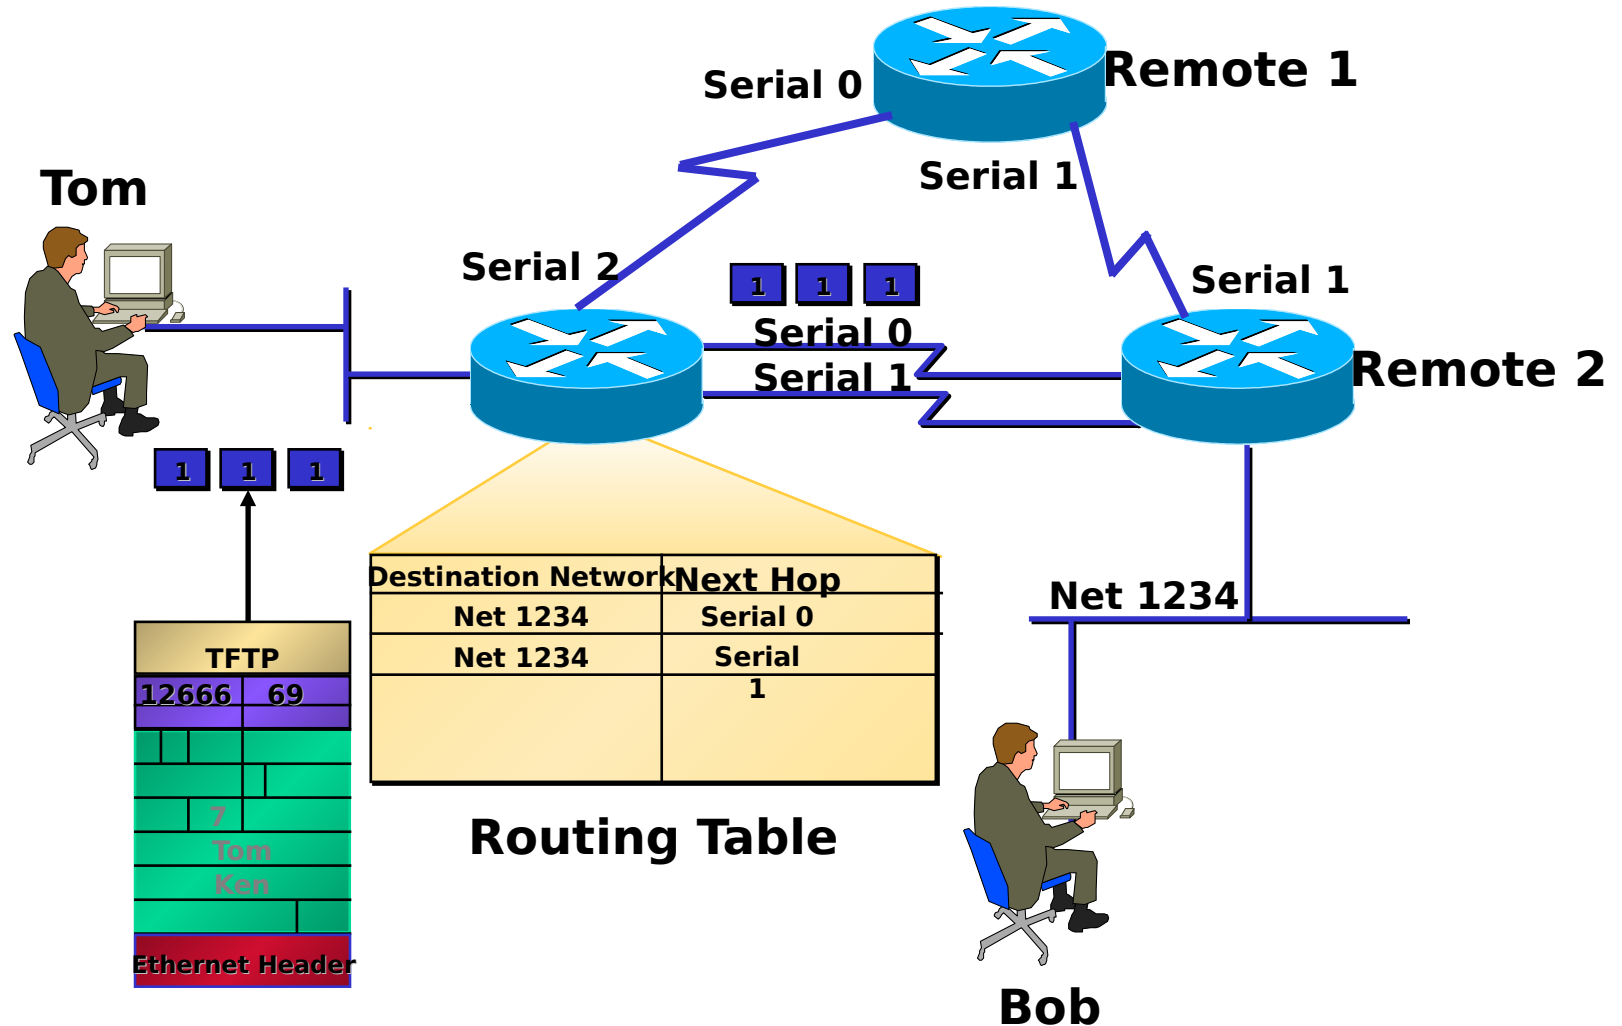 Remote 1
Serial 0
Serial 1
Tom
Serial 2
Serial 1
1 1 1
Serial 0
Serial 1
Remote 2
1 1 1
Destination Network Next Hop
Net 1234 Serial 0
Net 1234 Serial
1
Net 1234
TFTP
12666 69
7
Tom
Ken
Ethernet Header
Routing Table
Bob